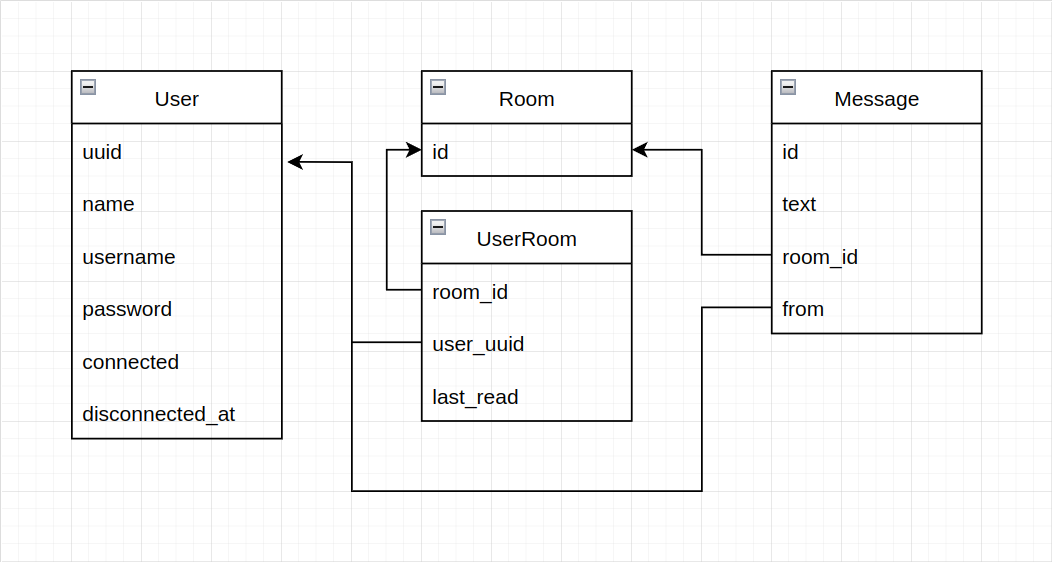 User
uuid
name
username
password
connected
disconnected_at
Room
id
UserRoom
room_id
user_uuid
last_read
Message
id
text
room_id
from